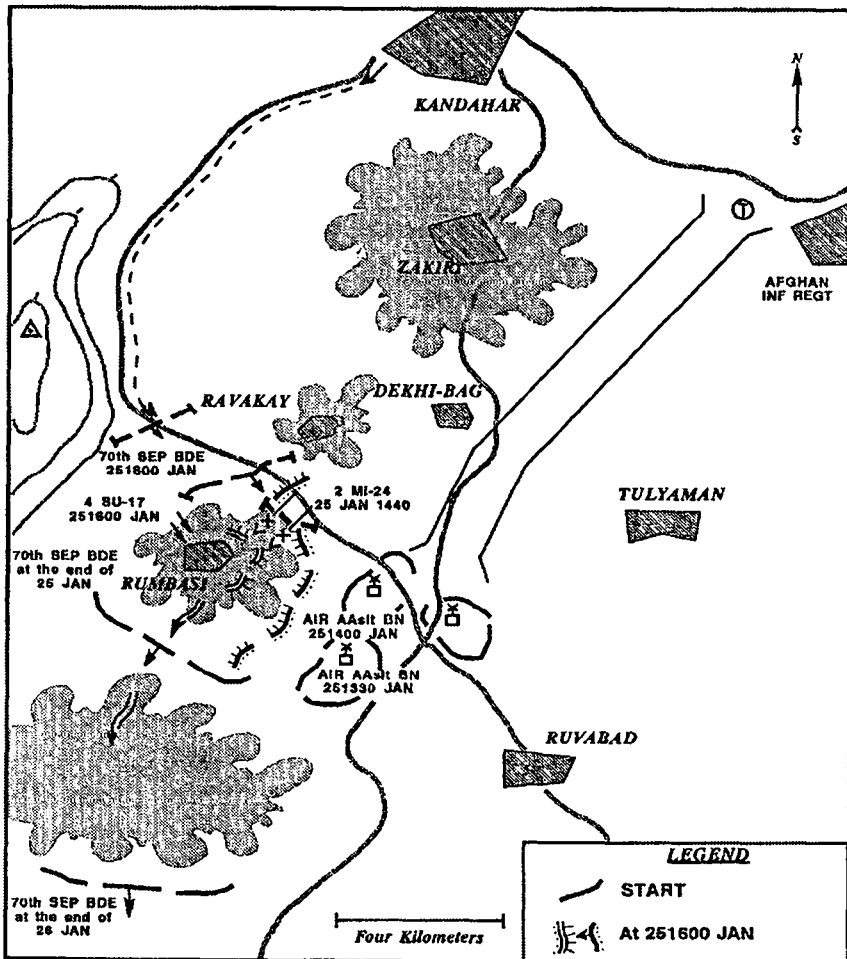 KANDAHAR
N
S
T
ZAKIRI
AFGHAN
INF REGT
RAVAKAY
DEKHI-BAG
70th SEP BDE
251800 JAN
2 MI-24
25 JAN 1440
4 SU-17
251600 JAN
TULYAMAN
70th SEP BDE
at the end of
25 JAN
RUMBASI
AIR AAslt BN
251400 JAN
AIR AAslt BN
251330 JAN
RUVABAD
70th SEP BDE
at the end of
26 JAN
Four Kilometers
LEGEND
START
At 251600 JAN